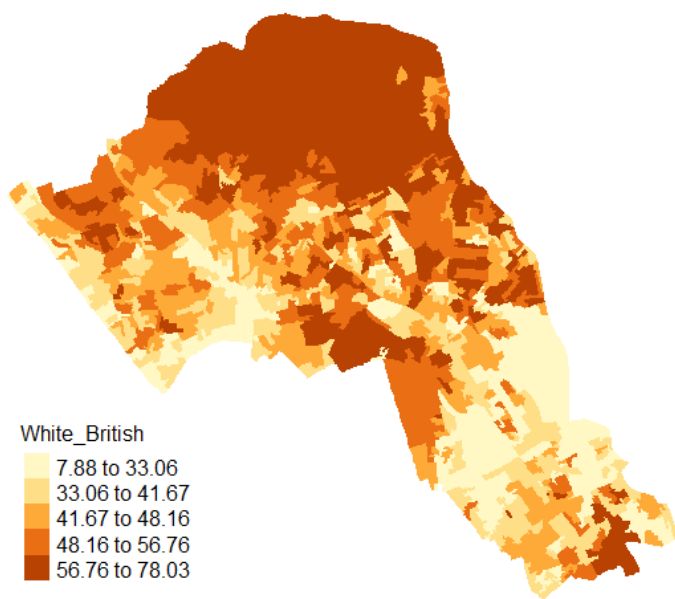 White_British
7.88 to 33.06
33.06 to 41.67
41.67 to 48.16
48.16 to 56.76
56.76 to 78.03